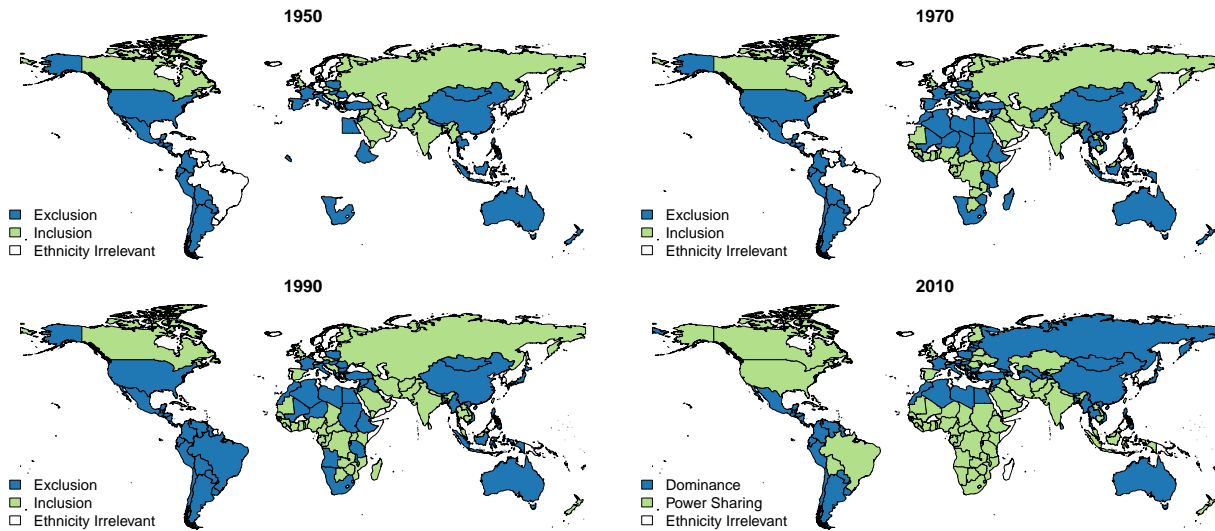 1950
Exclusion
Inclusion
Ethnicity Irrelevant
1970
Exclusion
Inclusion
Ethnicity Irrelevant
1990
Exclusion
Inclusion
Ethnicity Irrelevant
2010
Dominance
Power Sharing
Ethnicity Irrelevant